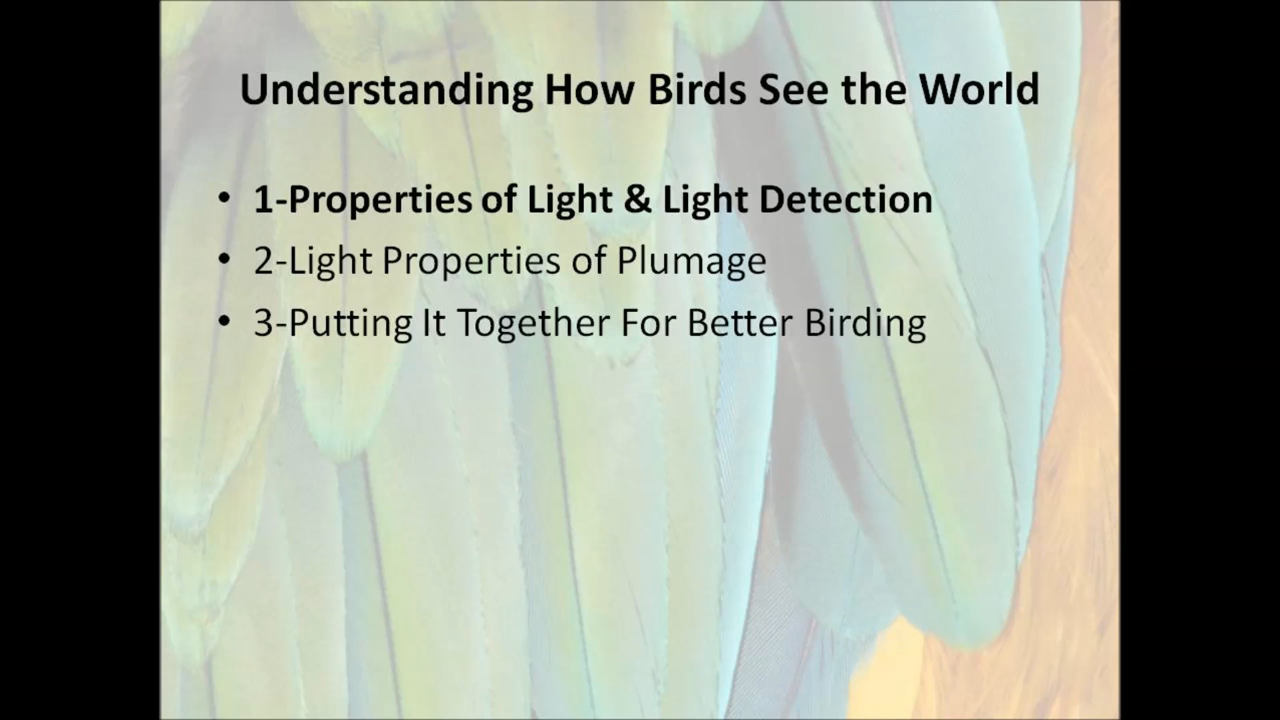 Understanding How Birds See the World
• 1-Properties of Light & Light Detection
• 2-Light Properties of Plumage
• 3-Putting It Together For Better Birding